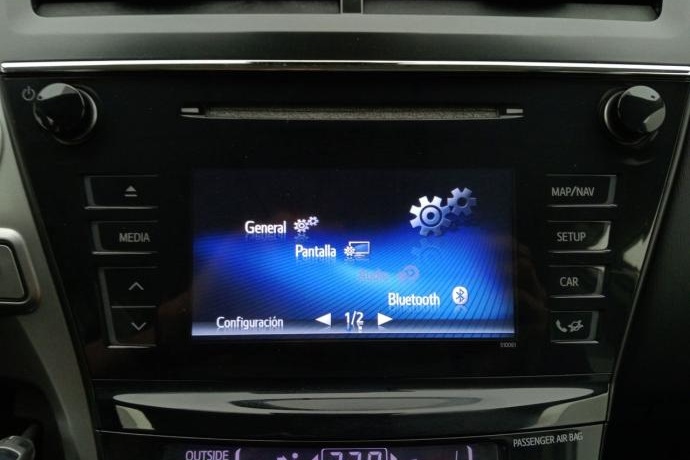 MAP/NAV
MEDIA
SETUP
CAR
General
Pantalla
Bluetooth
Configuración
1/2
PASSENGER AIR BAG
OUTSIDE